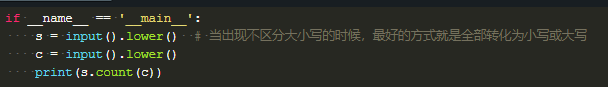 if __name__ == '__main__':
    s = input().lower()  # 当出现不区分大小写的时候，最好的方式就是全部转化为小写或大写
    c = input().lower()
    print(s.count(c))